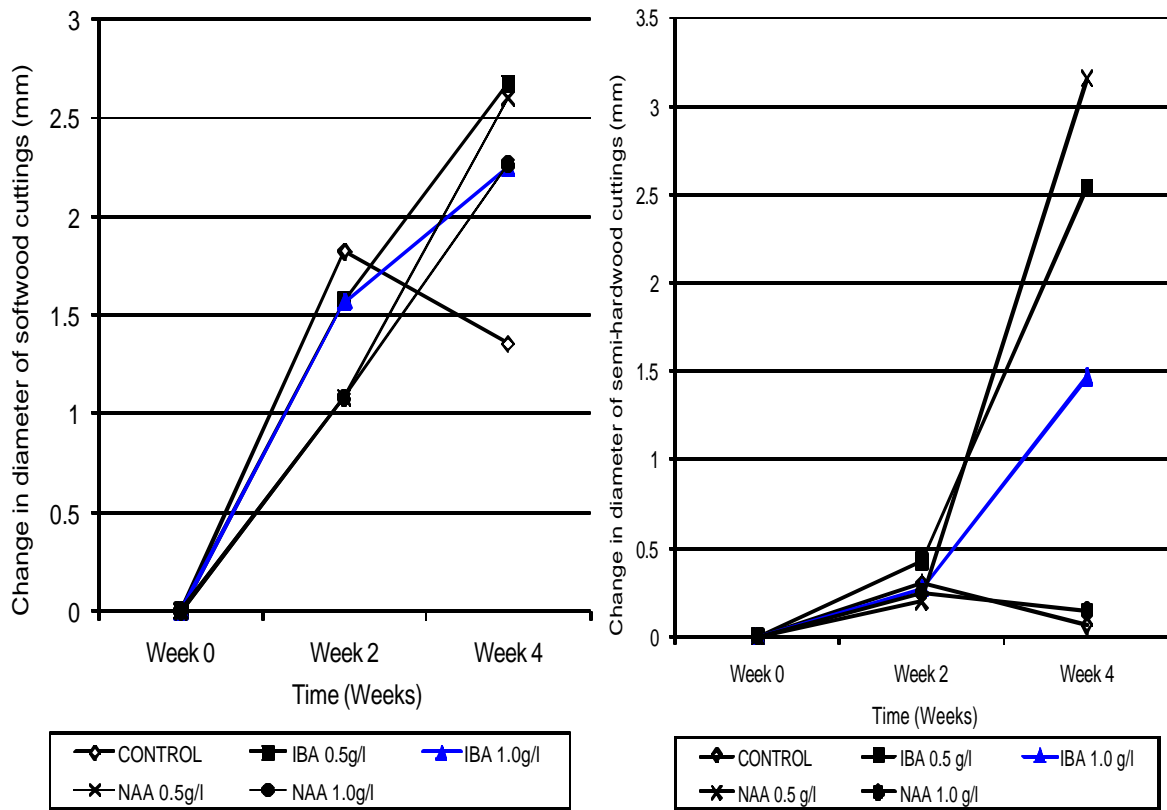 Change in diameter of softwood cuttings (mm)
3
2.5
2
1.5
1
0.5
0
Week 0 Week 2 Week 4
Time (Weeks)
CONTROL IBA 0.5g/l IBA 1.0g/l
NAA 0.5g/l NAA 1.0g/l
Change in diameter of semi-hardwood cuttings (mm)
3.5
3
2.5
2
1.5
1
0.5
0
Week 0 Week 2 Week 4
Time (Weeks)
CONTROL IBA 0.5 g/l IBA 1.0 g/l
NAA 0.5 g/l NAA 1.0 g/l